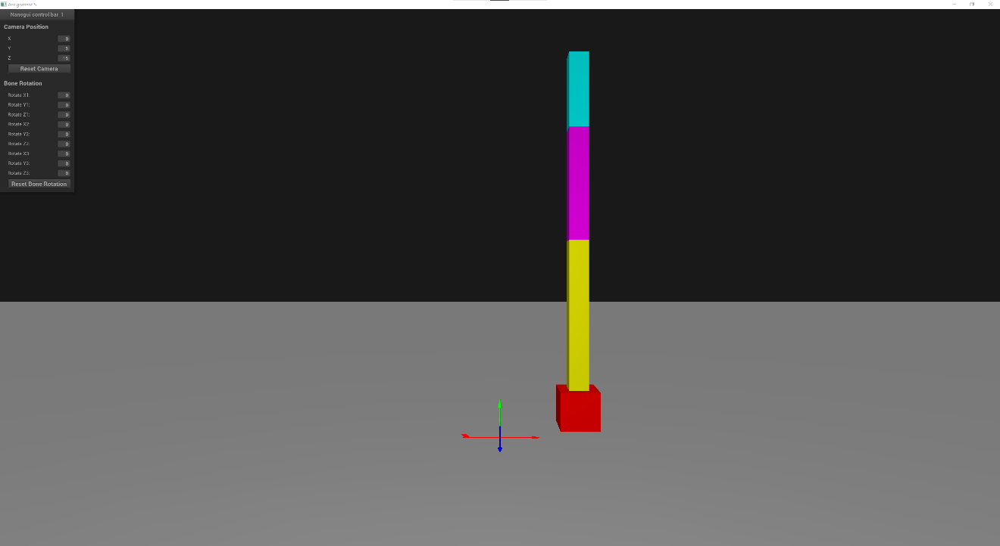 Assignment 5
Nanogui control bar 1
Camera Position
X 0
Y 5
Z 15
Reset Camera
Bone Rotation
Rotate X1: 0
Rotate Y1: 0
Rotate Z1: 0
Rotate X2: 0
Rotate Y2: 0
Rotate Z2: 0
Rotate X3: 0
Rotate Y3: 0
Rotate Z3: 0
Reset Bone Rotation